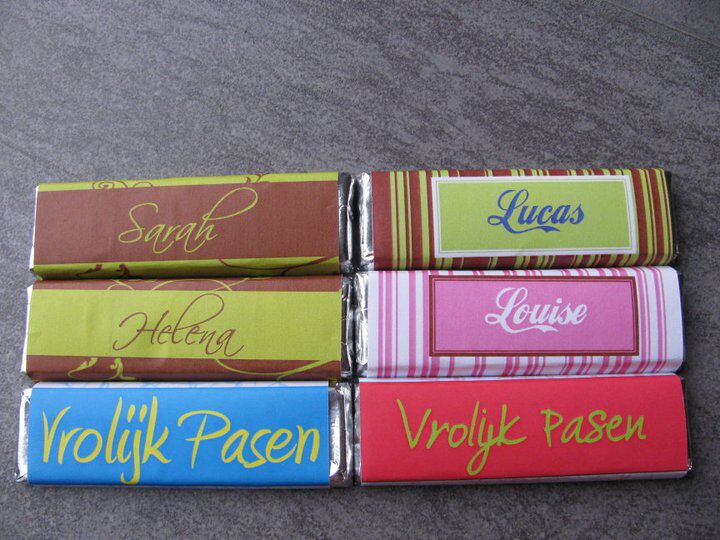 Sarah
Lucas
Helena
Louise
Vrolijk Pasen
Vrolijk Pasen